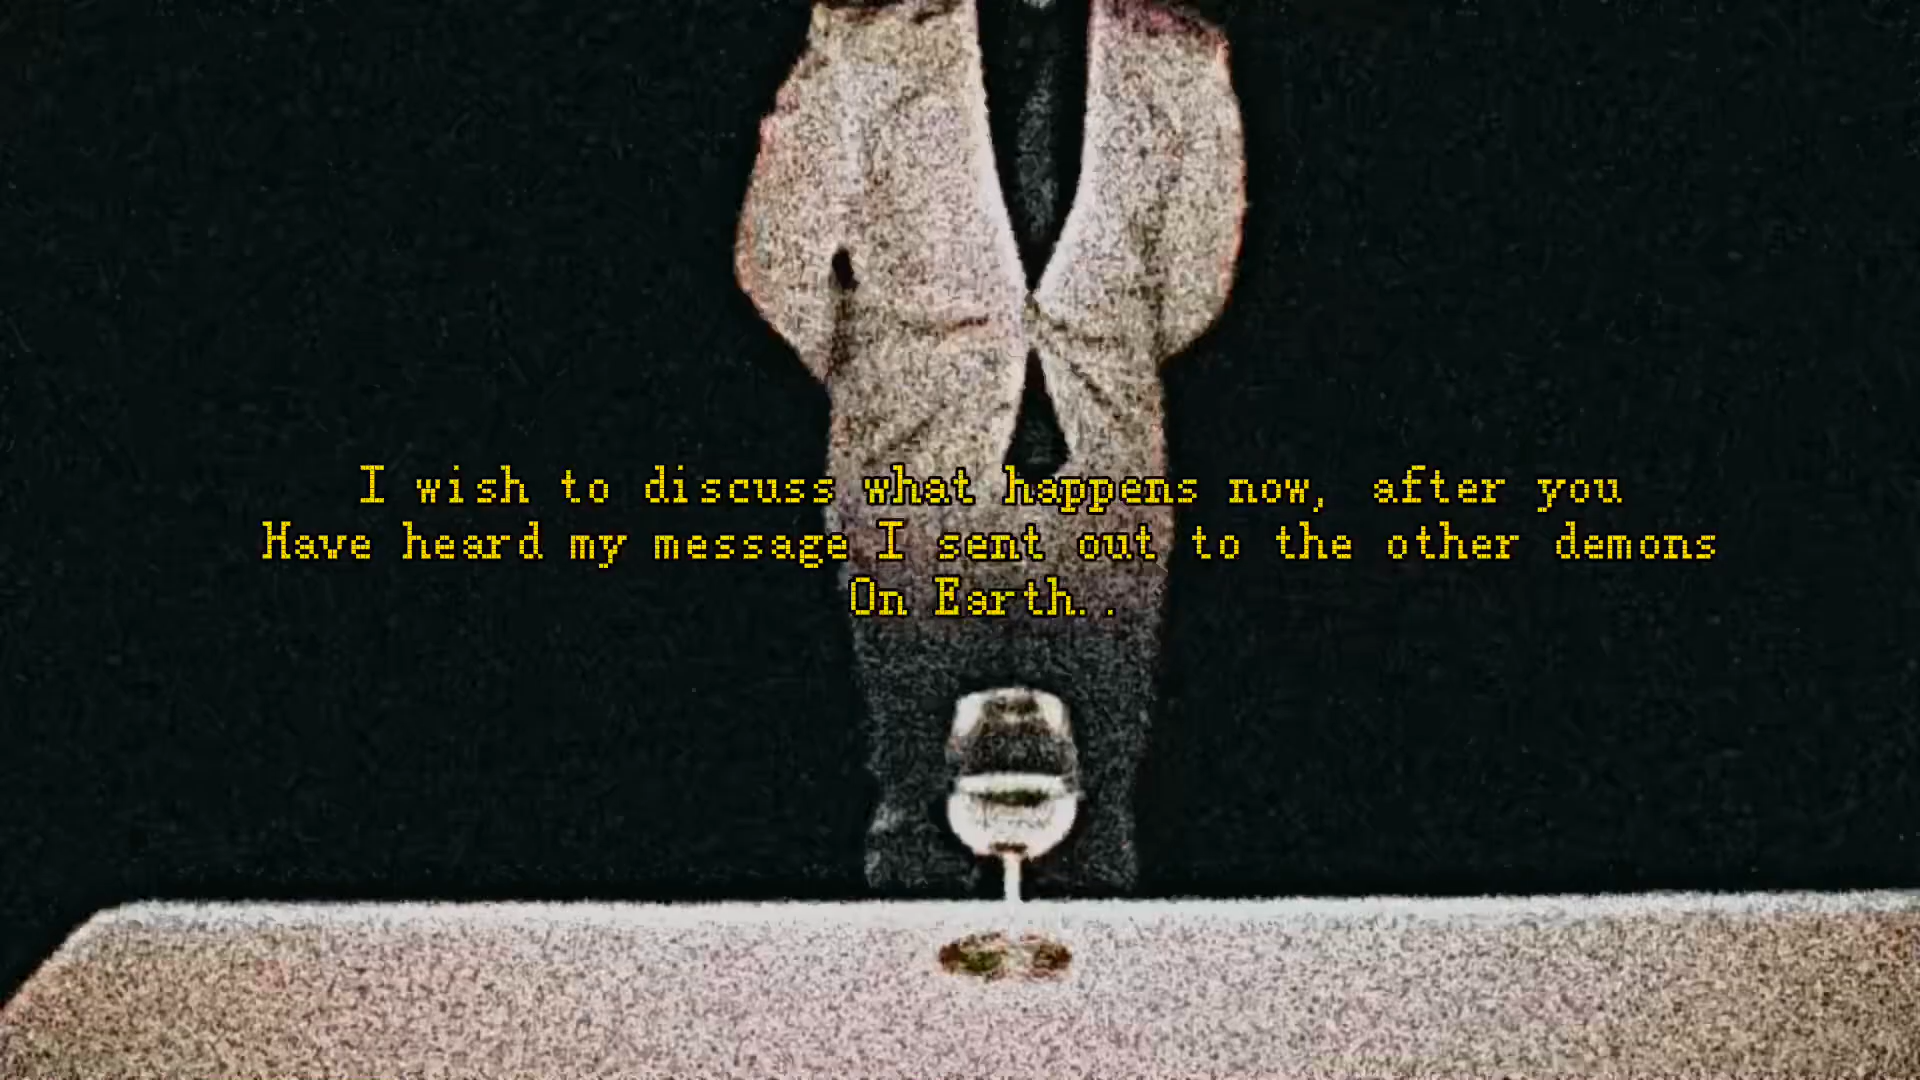 I wish to discuss what happens now, after you
Have heard my message I sent out to the other demons
On Earth..